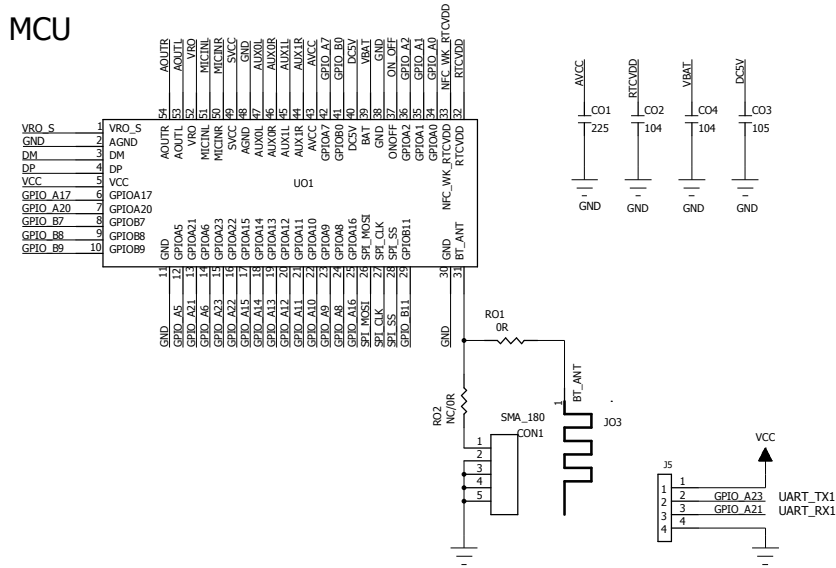 MCU
AOUTR
AOUTL
VRO
MICINL
MICINR
SVCC
GND
AUX0L
AUX0R
AUX1L
AUX1R
AVCC
GPIO_A7
GPIO_B0
DC5V
VBAT
GND
ON_OFF
GPIO_A2
GPIO_A1
GPIO_A0
NFC_WK_RTCVDD
RTCVDD
54
53
52
51
50
49
48
47
46
45
44
43
42
41
40
39
38
37
36
35
34
33
32
AOUTR
AOUTL
VRO
MICINL
MICINR
SVCC
AGND
AUX0L
AUX0R
AUX1L
AUX1R
AVCC
GPIOA7
GPIOB0
DC5V
BAT
GND
ONOFF
GPIOA2
GPIOA1
GPIOA0
NFC_WK_RTCVDD
RTCVDD
VRO_S 1 VRO_S
GND 2 AGND
DM 3 DM
DP 4 DP
VCC 5 VCC
GPIO_A17 6 GPIOA17
GPIO_A20 7 GPIOA20
GPIO_B7 8 GPIOB7
GPIO_B8 9 GPIOB8
GPIO_B9 10 GPIOB9
UO1
GND
GPIOA5
GPIOA21
GPIOA6
GPIOA23
GPIOA22
GPIOA15
GPIOA14
GPIOA13
GPIOA12
GPIOA11
GPIOA10
GPIOA9
GPIOA8
GPIOA16
SPI_MOSI
SPI_CLK
SPI_SS
GPIOB11
GND
BT_ANT
11
12
13
14
15
16
17
18
19
20
21
22
23
24
25
26
27
28
29
30
31
GND
GPIO_A5
GPIO_A21
GPIO_A6
GPIO_A23
GPIO_A22
GPIO_A15
GPIO_A14
GPIO_A13
GPIO_A12
GPIO_A11
GPIO_A10
GPIO_A9
GPIO_A8
GPIO_A16
SPI_MOSI
SPI_CLK
SPI_SS
GPIO_B11
GND
AVCC
CO1
225
GND
RTCVDD
CO2
104
GND
VBAT
CO4
104
GND
DC5V
CO3
105
GND
RO1
0R
RO2
NC/0R
BT_ANT
1
JO3
SMA_180
CON1
1
2
3
4
5
VCC
J5
1 1
2 2 GPIO_A23 UART_TX1
3 3 GPIO_A21 UART_RX1
4 4